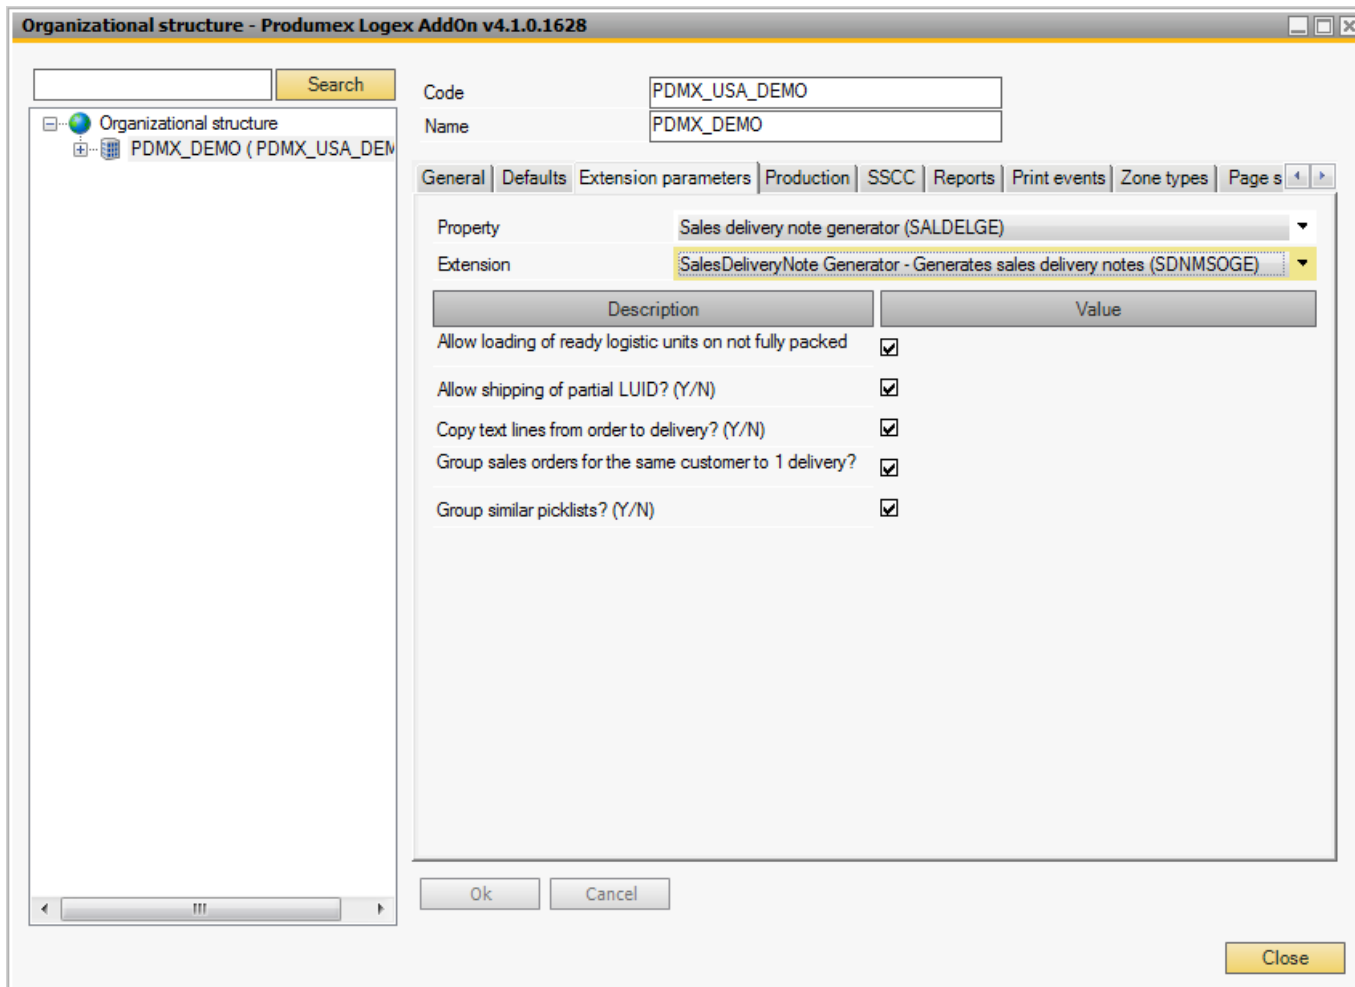 Organizational structure - Produmex Logex AddOn v4.1.0.1628
Search
Organizational structure
PDMX_DEMO ( PDMX_USA_DEM
Code PDMX_USA_DEMO
Name PDMX_DEMO
General Defaults Extension parameters Production SSCC Reports Print events Zone types Page s
Property Sales delivery note generator (SALDELGE)
Extension SalesDeliveryNote Generator - Generates sales delivery notes (SDNMSOGE)
Description Value
Allow loading of ready logistic units on not fully packed
Allow shipping of partial LUID? (Y/N)
Copy text lines from order to delivery? (Y/N)
Group sales orders for the same customer to 1 delivery?
Group similar picklists? (Y/N)
Ok Cancel
Close